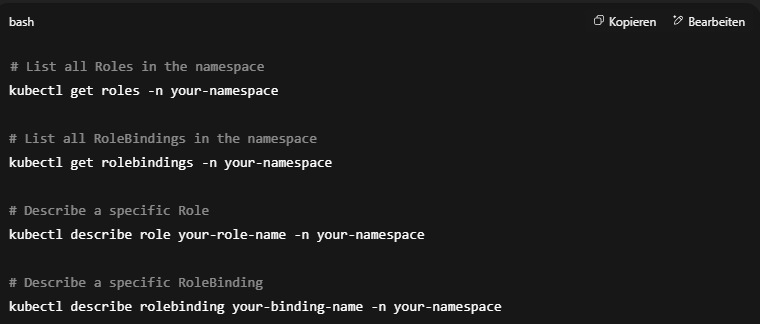 bash
Kopieren
Bearbeiten
# List all Roles in the namespace
kubectl get roles -n your-namespace
# List all RoleBindings in the namespace
kubectl get rolebindings -n your-namespace
# Describe a specific Role
kubectl describe role your-role-name -n your-namespace
# Describe a specific RoleBinding
kubectl describe rolebinding your-binding-name -n your-namespace